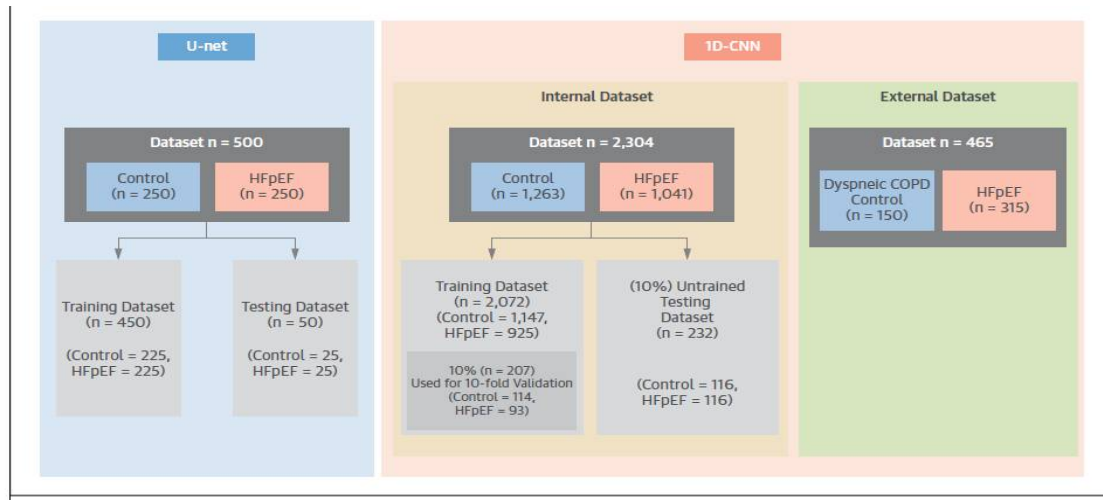 U-net
Dataset n = 500
Control
(n = 250)
HFpEF
(n = 250)
Training Dataset
(n = 450)
(Control = 225,
HFpEF = 225)
Testing Dataset
(n = 50)
(Control = 25,
HFpEF = 25)
1D-CNN
Internal Dataset
Dataset n = 2,304
Control
(n = 1,263)
HFpEF
(n = 1,041)
Training Dataset
(n = 2,072)
(Control = 1,147,
HFpEF = 925)
10% (n = 207)
Used for 10-fold Validation
(Control = 114,
HFpEF = 93)
(10%) Untrained
Testing
Dataset
(n = 232)
(Control = 116,
HFpEF = 116)
External Dataset
Dataset n = 465
Dyspneic COPD
Control
(n = 150)
HFpEF
(n = 315)